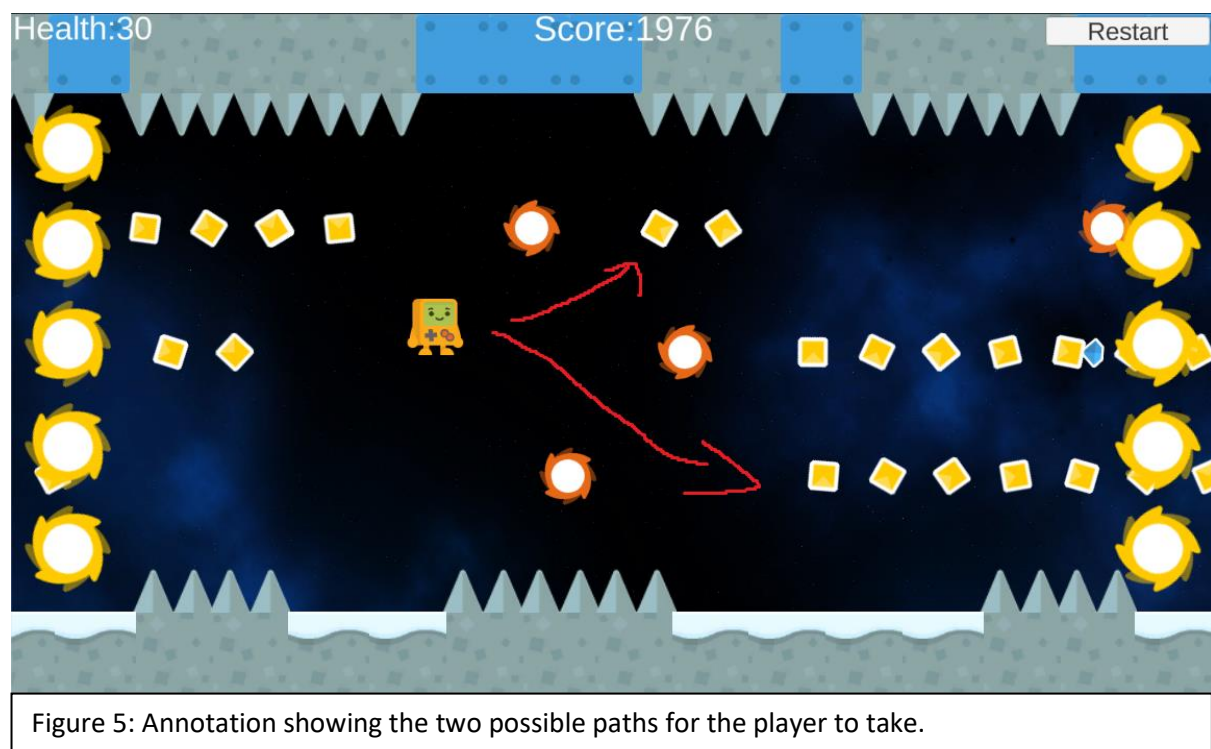 Health:30 Score:1976 Restart
Figure 5: Annotation showing the two possible paths for the player to take.